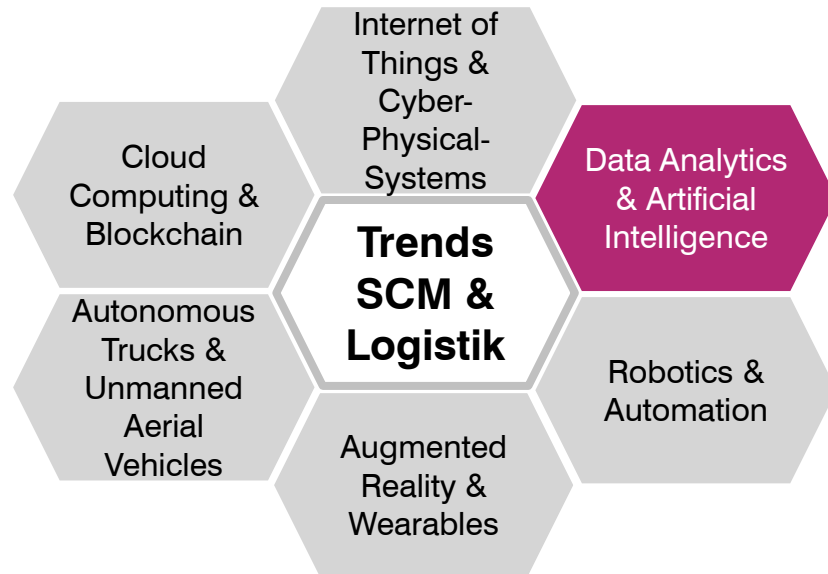 Internet of
Things &
Cyber-
Physical-
Systems
Data Analytics
& Artificial
Intelligence
Cloud
Computing &
Blockchain
Trends
SCM &
Logistik
Autonomous
Trucks &
Unmanned
Aerial
Vehicles
Robotics &
Automation
Augmented
Reality &
Wearables